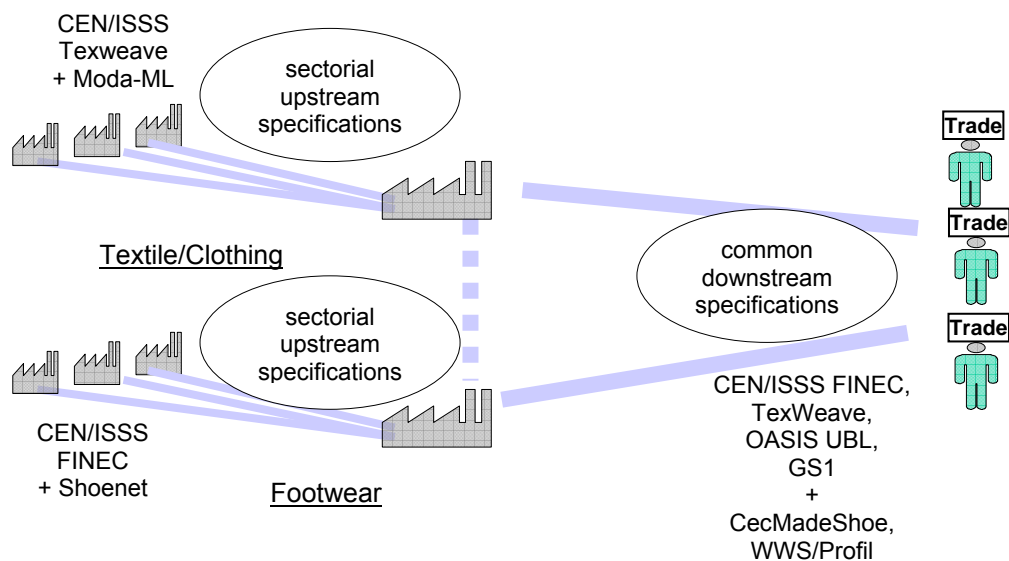 CEN/ISSS
Texweave
+ Moda-ML
sectorial
upstream
specifications
Trade
Trade
Textile/Clothing
common
downstream
specifications
sectorial
upstream
specifications
Trade
CEN/ISSS
FINEC
+ Shoenet
Footwear
CEN/ISSS FINEC,
TexWeave,
OASIS UBL,
GS1
+
CecMadeShoe,
WWS/Profil